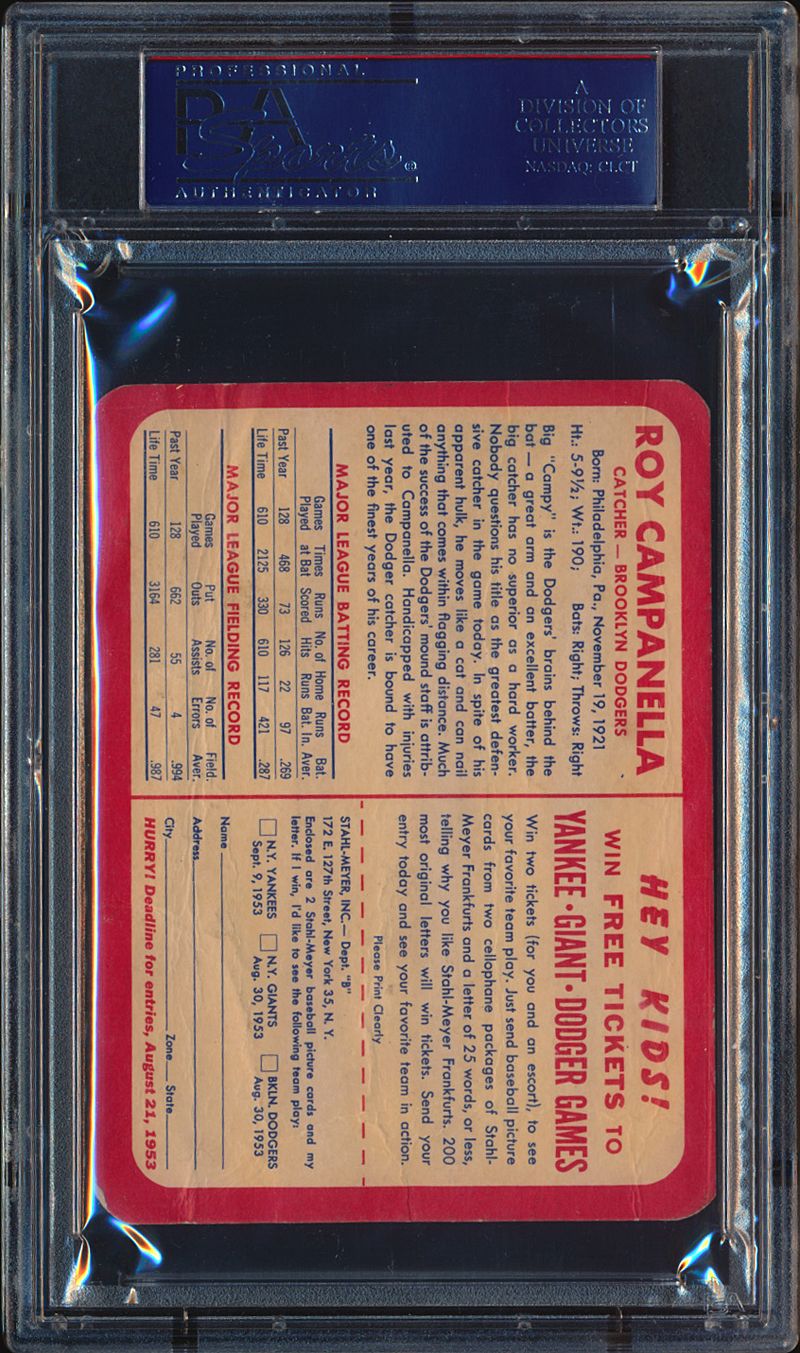 PROFESSIONAL
PSA
Sports
AUTHENTICATOR
A
DIVISION OF
COLLECTORS
UNIVERSE
NASDAQ: CLCT
ROY CAMPANELLA
CATCHER — BROOKLYN DODGERS
Born: Philadelphia, Pa., November 19, 1921
Ht.: 5-9½; Wt.: 190; Bats: Right; Throws: Right
Big "Campy" is the Dodgers' brains behind the
bat — a great arm and an excellent batter, the
big catcher has no superior as a hard worker.
Nobody questions his title as the greatest defen-
sive catcher in the game today. In spite of his
apparent hulk, he moves like a cat and can nail
anything that comes within flagging distance. Much
of the success of the Dodgers' mound staff is attrib-
uted to Campanella. Handicapped with injuries
last year, the Dodger catcher is bound to have
one of the finest years of his career.
MAJOR LEAGUE BATTING RECORD
Games Times Runs No. of Home Runs Bat.
Played at Bat Scored Hits Runs Bat. In. Aver.
Past Year 128 468 73 126 22 97 .269
Life Time 610 2125 330 610 117 421 .287
MAJOR LEAGUE FIELDING RECORD
Games Put No. of No. of Field.
Played Outs Assists Errors Aver.
Past Year 128 662 55 4 .994
Life Time 610 3164 281 47 .987
HEY KIDS!
WIN FREE TICKETS TO
YANKEE • GIANT • DODGER GAMES
Win two tickets (for you and an escort), to see
your favorite team play. Just send baseball picture
cards from two cellophane packages of Stahl-
Meyer Frankfurts and a letter of 25 words, or less,
telling why you like Stahl-Meyer Frankfurts. 200
most original letters will win tickets. Send your
entry today and see your favorite team in action.
Please Print Clearly
STAHL-MEYER, INC.— Dept. "B"
172 E. 127th Street, New York 35, N. Y.
Enclosed are 2 Stahl-Meyer baseball picture cards and my
letter. If I win, I'd like to see the following team play:
N.Y. YANKEES N.Y. GIANTS BKLN. DODGERS
Sept. 9, 1953 Aug. 30, 1953 Aug. 30, 1953
Name
Address
City Zone State
HURRY! Deadline for entries, August 21, 1953